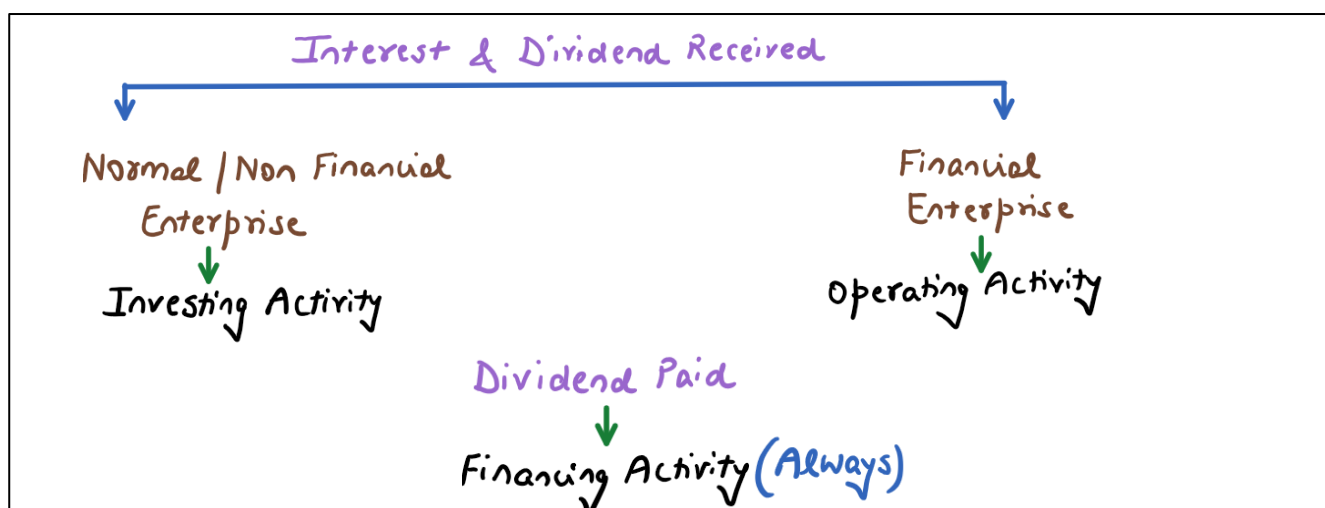 Interest & Dividend Received
Normal / Non Financial
Enterprise
Investing Activity
Financial
Enterprise
Operating Activity
Dividend Paid
Financing Activity (Always)